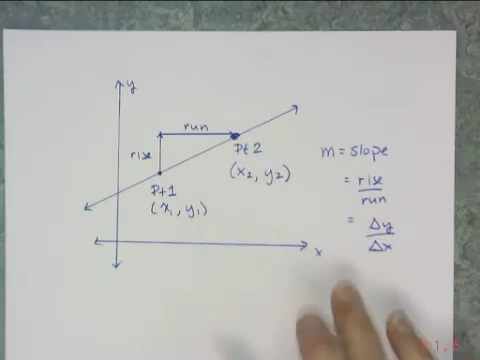 y
run
rise
Pt 2
(x₂, y₂)
Pt 1
(x₁, y₁)
x
m = slope
= rise
run
= Δy
Δx